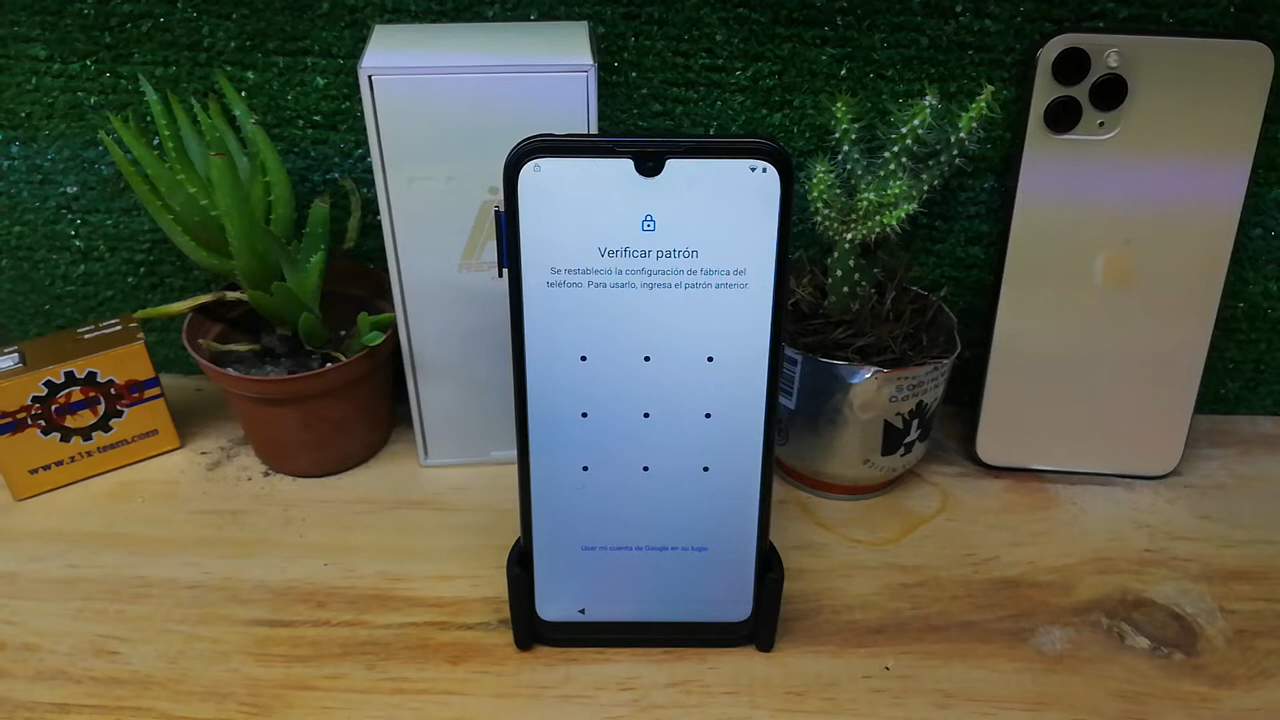 Verificar patrón
Se restableció la configuración de fábrica del
teléfono. Para usarlo, ingresa el patrón anterior.
Usar mi cuenta de Google en su lugar
www.z3x-team.com